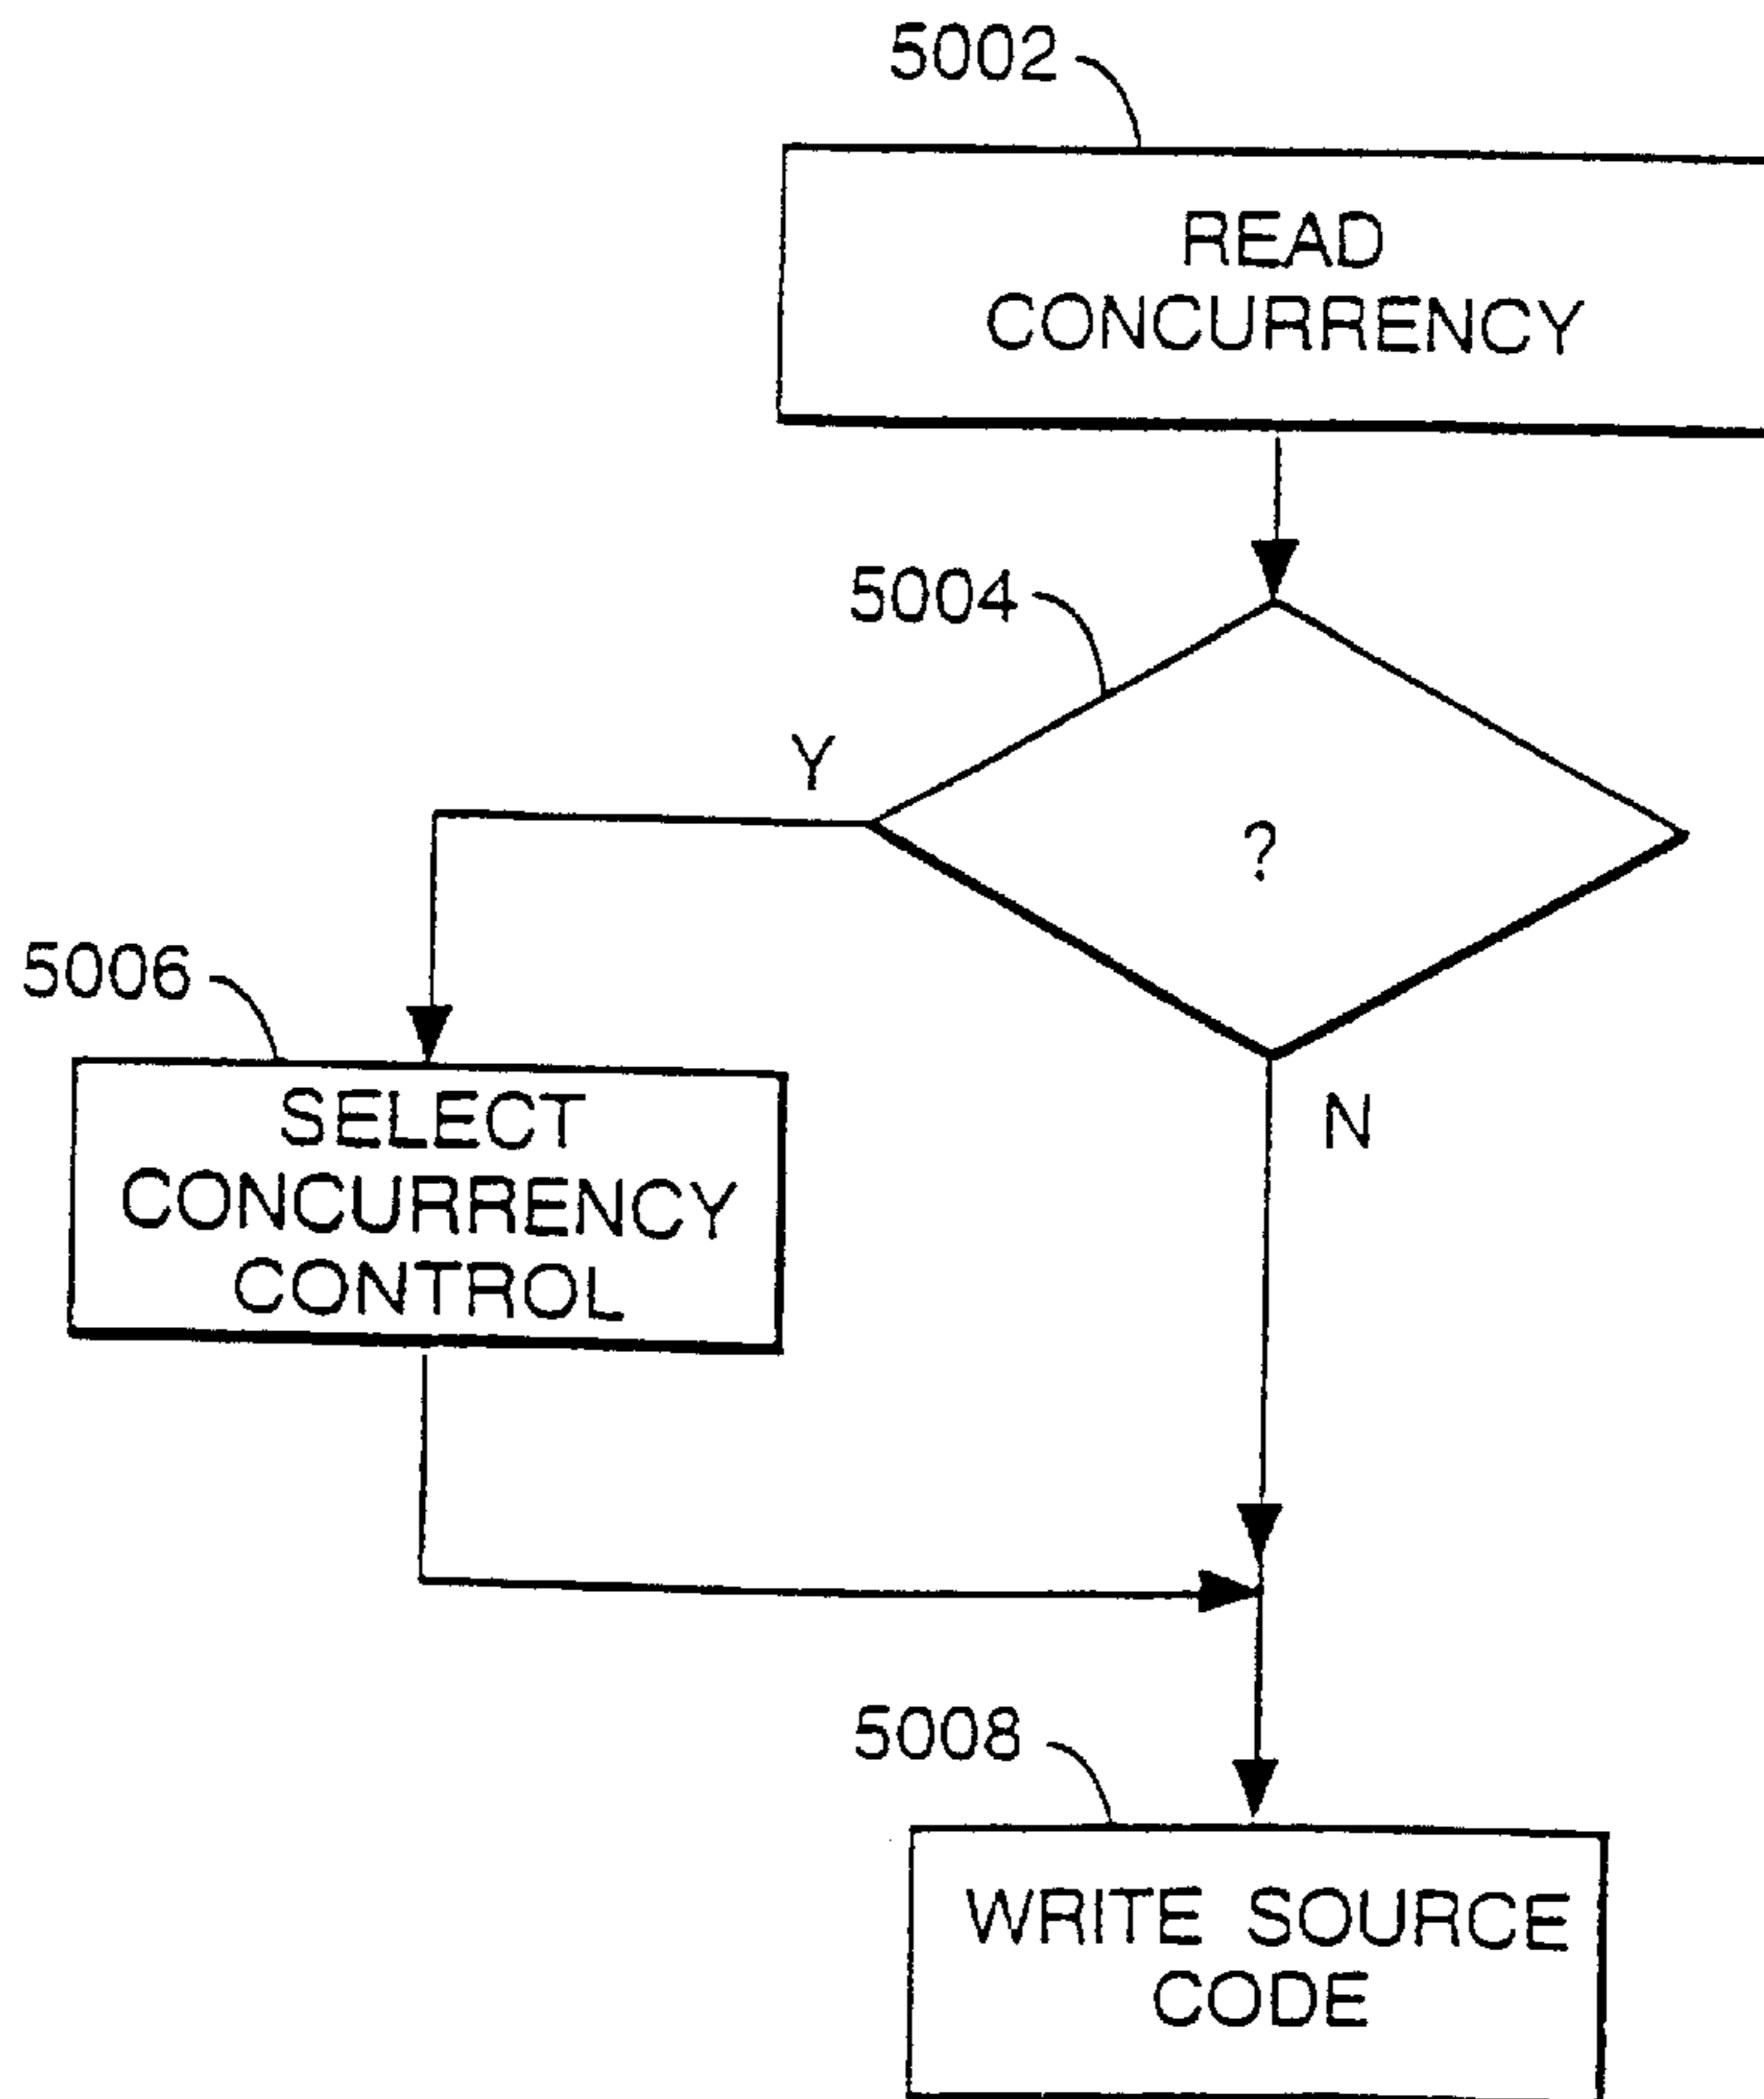 5002
READ
CONCURRENCY
5004
Y
?
5006
N
SELECT
CONCURRENCY
CONTROL
5008
WRITE SOURCE
CODE